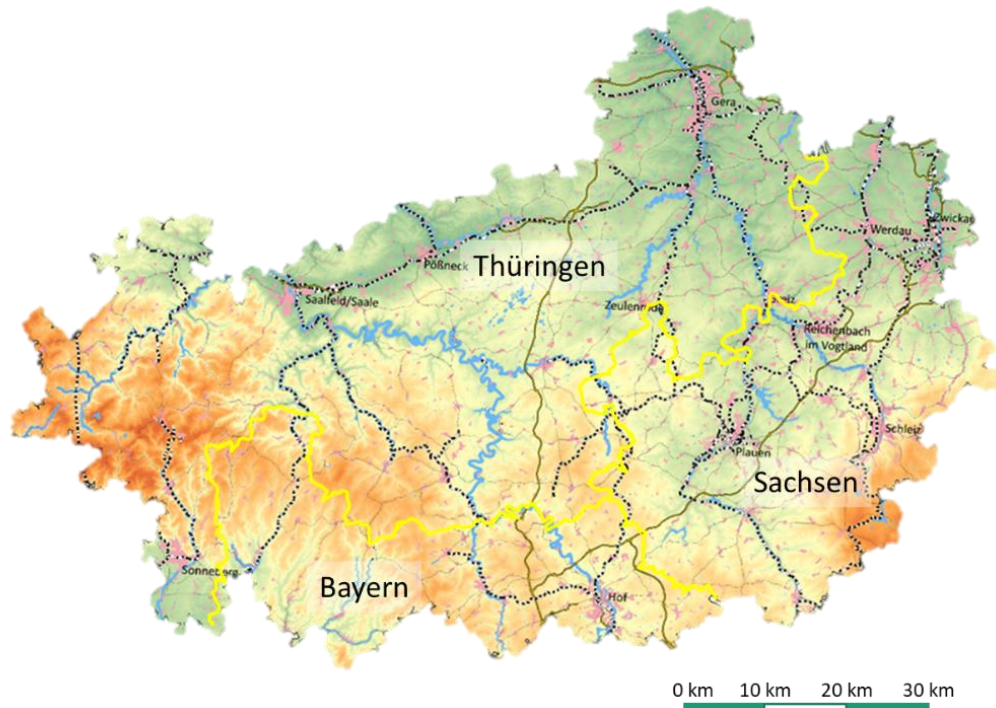 Gera
Zwickau
Werdau
Pößneck
Thüringen
Saalfeld/Saale
Zeulenroda
Reichenbach
im Vogtland
Schleiz
Plauen
Sachsen
Sonneberg
Bayern
Hof
0 km 10 km 20 km 30 km